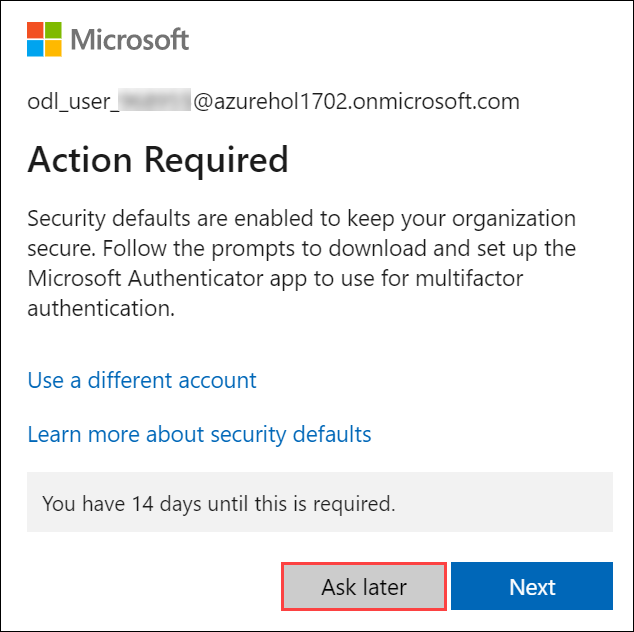 Microsoft
odl_user_@azurehol1702.onmicrosoft.com
Action Required
Security defaults are enabled to keep your organization
secure. Follow the prompts to download and set up the
Microsoft Authenticator app to use for multifactor
authentication.
Use a different account
Learn more about security defaults
You have 14 days until this is required.
Ask later
Next